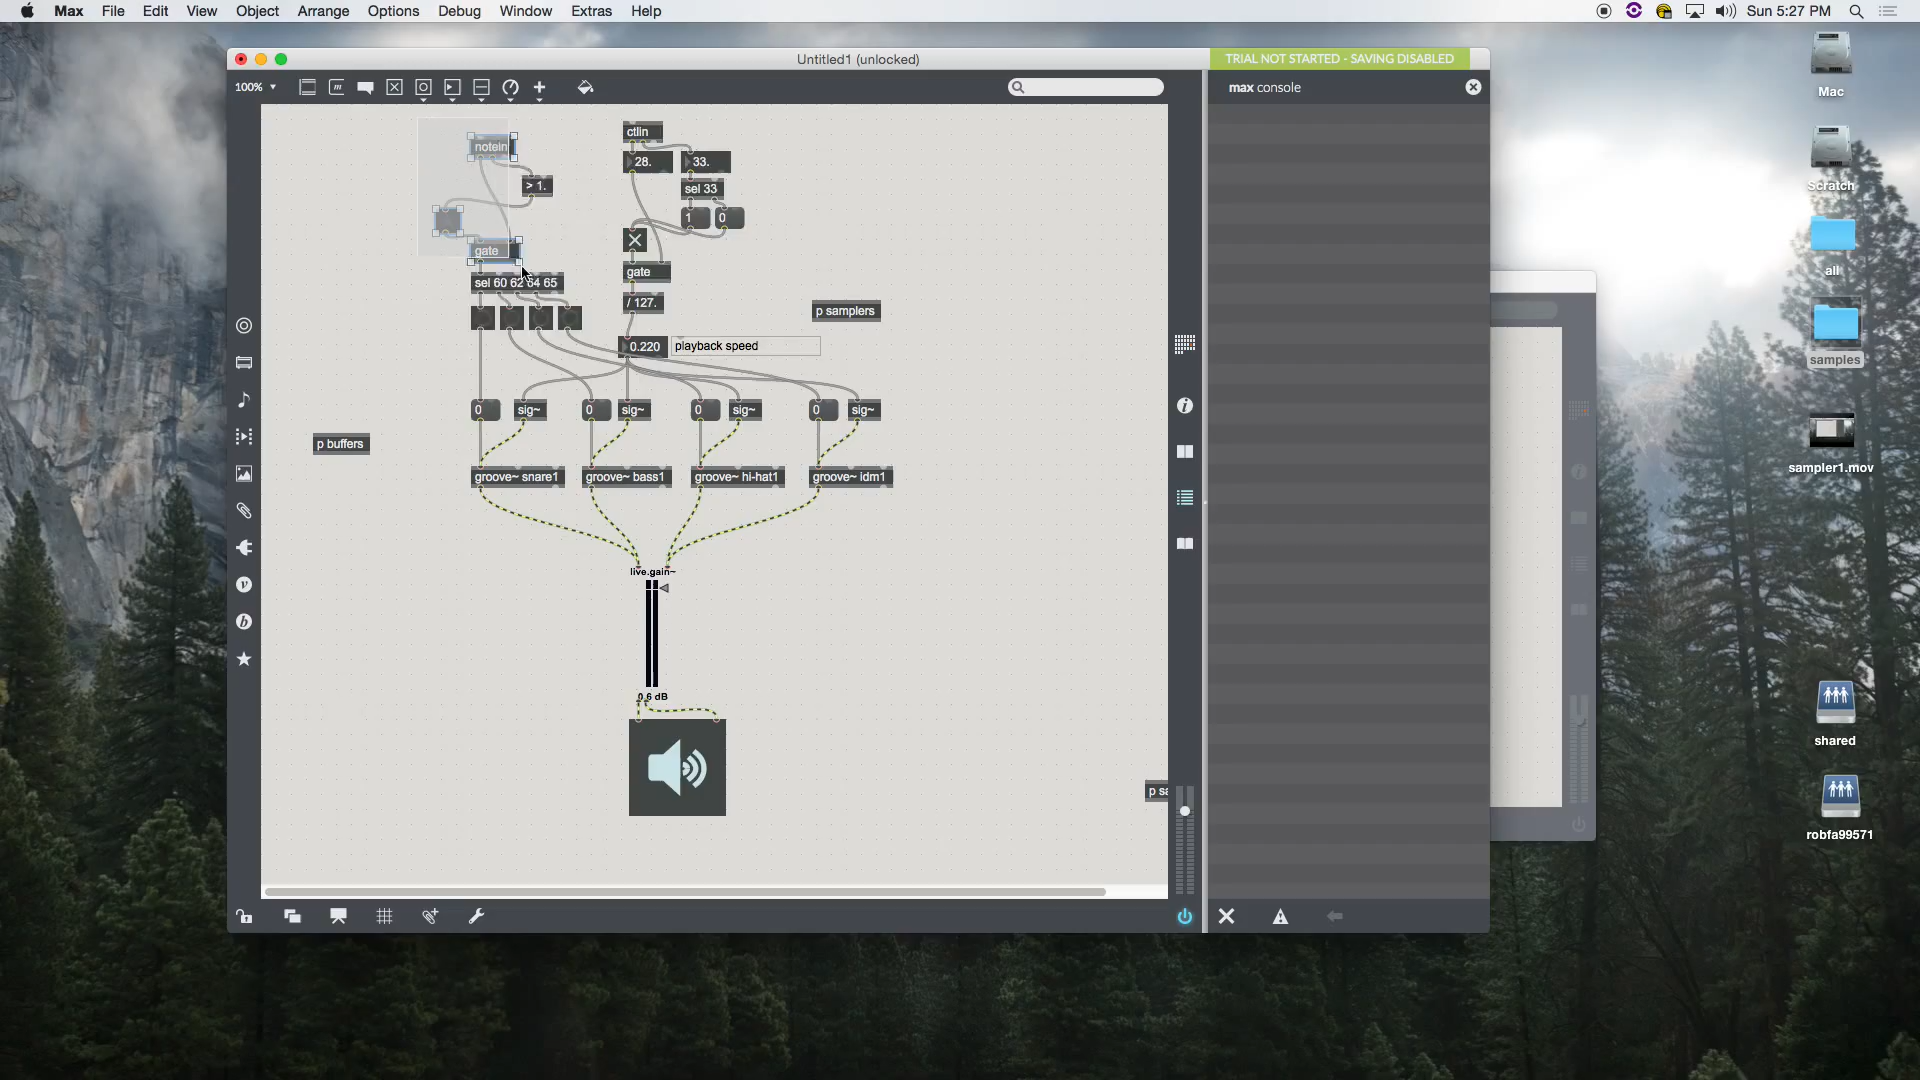 Max File Edit View Object Arrange Options Debug Window Extras Help
Sun 5:27 PM
Untitled1 (unlocked)
TRIAL NOT STARTED - SAVING DISABLED
100%
max console
notein
> 1.
gate
sel 60 62 64 65
ctlin
28.
33.
sel 33
1
0
gate
/ 127.
0.220
playback speed
p samplers
p buffers
0
sig~
0
sig~
0
sig~
0
sig~
groove~ snare1
groove~ bass1
groove~ hi-hat1
groove~ idm1
live.gain~
0.6 dB
p sa
Mac
Scratch
all
samples
sampler1.mov
shared
robfa99571